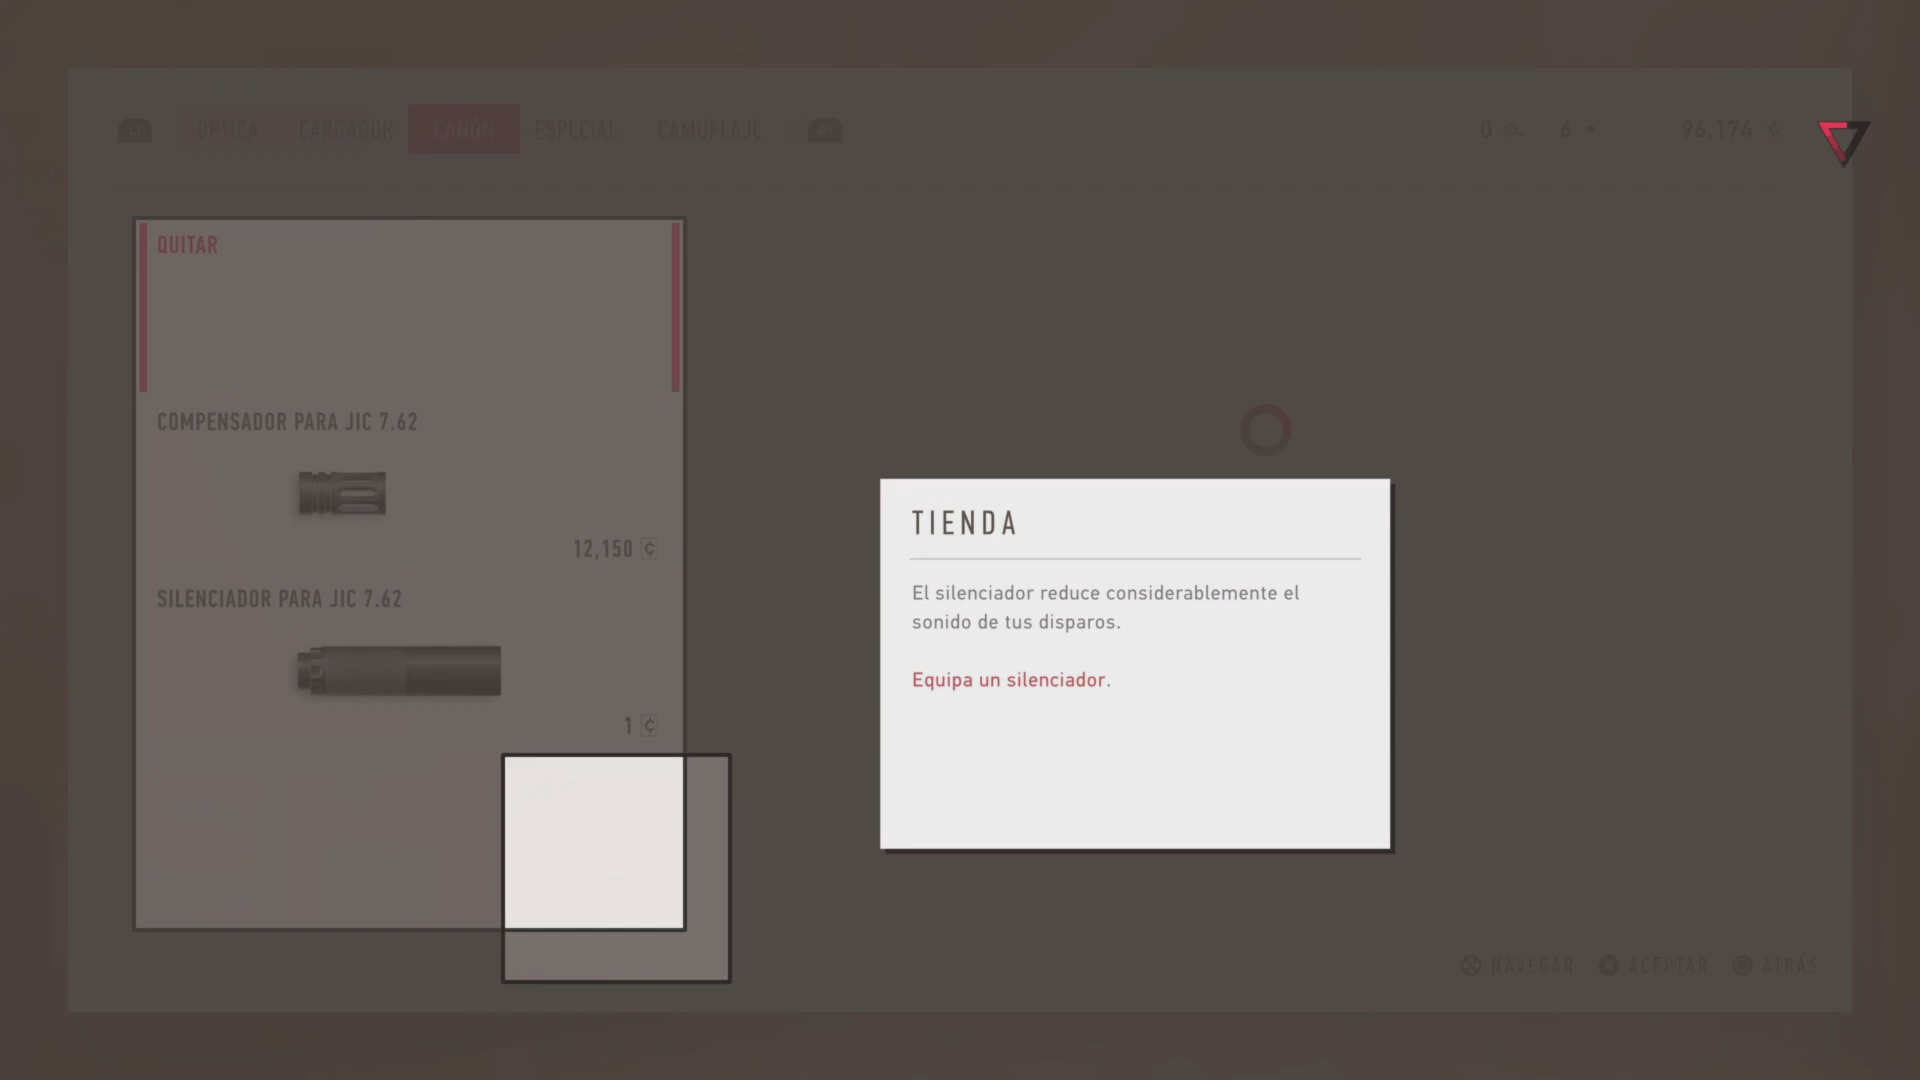 L1 ÓPTICA CARGADOR CAÑÓN ESPECIAL CAMUFLAJE R1 0 6 96,174 ¢
QUITAR
COMPENSADOR PARA JIC 7.62
12,150 ¢
SILENCIADOR PARA JIC 7.62
1 ¢
TIENDA
El silenciador reduce considerablemente el
sonido de tus disparos.
Equipa un silenciador.
NAVEGAR ACEPTAR ATRÁS